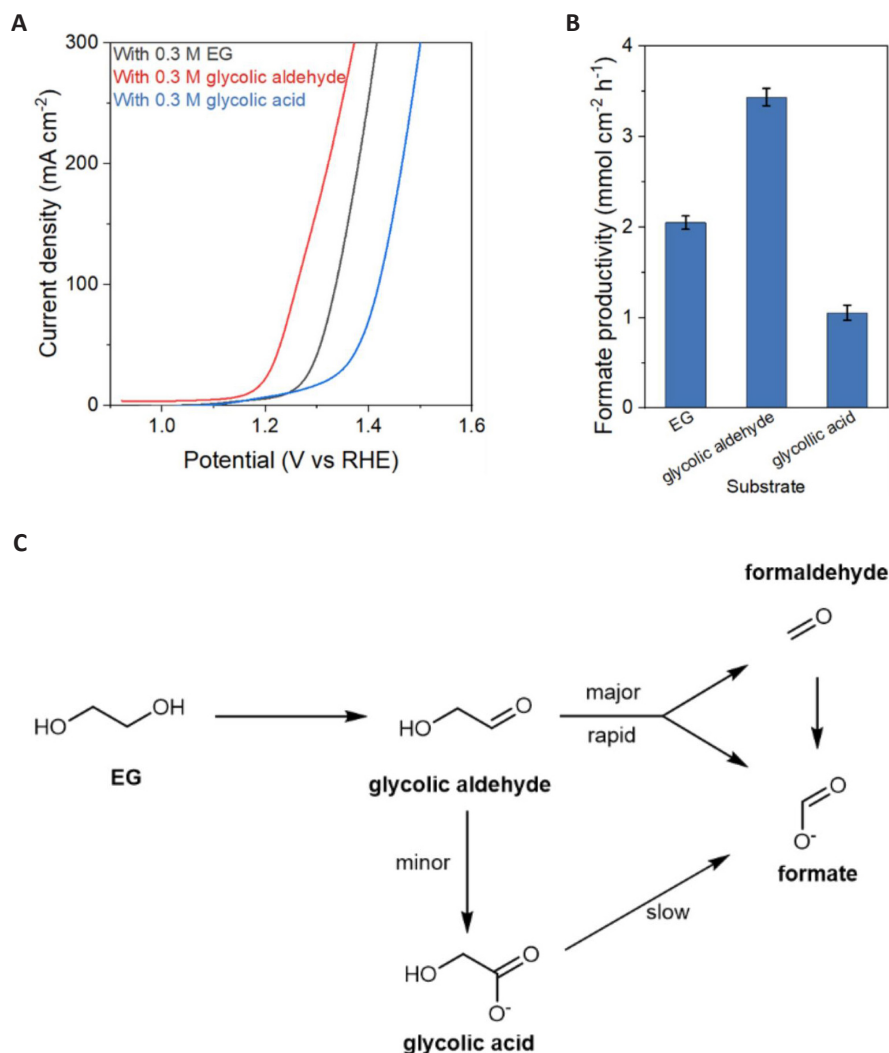 A
300
200
100
0
Current density (mA cm⁻²)
With 0.3 M EG
With 0.3 M glycolic aldehyde
With 0.3 M glycolic acid
1.0 1.2 1.4 1.6
Potential (V vs RHE)
B
4
3
2
1
0
Formate productivity (mmol cm⁻² h⁻¹)
EG
glycolic aldehyde
glycollic acid
Substrate
C
formaldehyde
O
HO
OH
EG
HO
O
glycolic aldehyde
major
rapid
minor
O
O⁻
formate
slow
HO
O
O⁻
glycolic acid